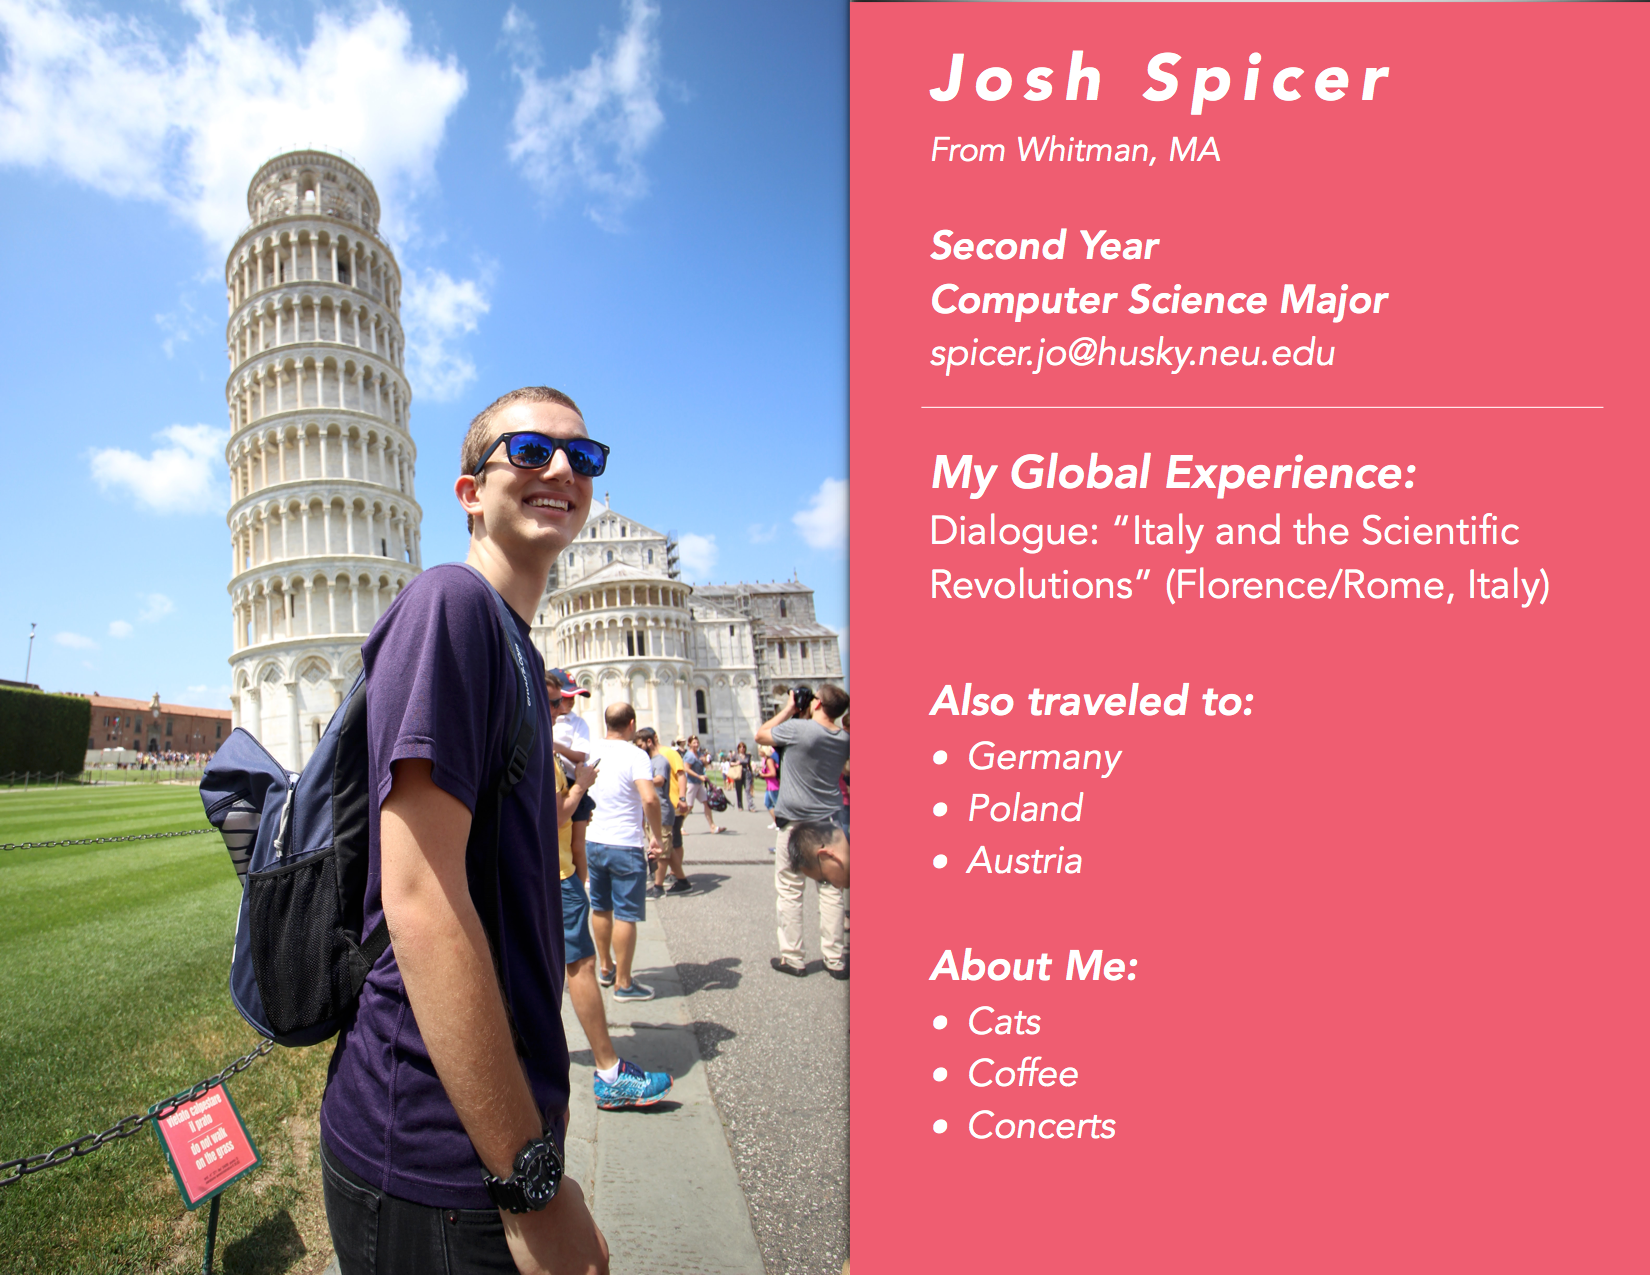 Josh Spicer
From Whitman, MA
Second Year
Computer Science Major
spicer.jo@husky.neu.edu
My Global Experience:
Dialogue: “Italy and the Scientific
Revolutions” (Florence/Rome, Italy)
Also traveled to:
• Germany
• Poland
• Austria
About Me:
• Cats
• Coffee
• Concerts
Vietato calpestare
il prato
do not walk
on the grass